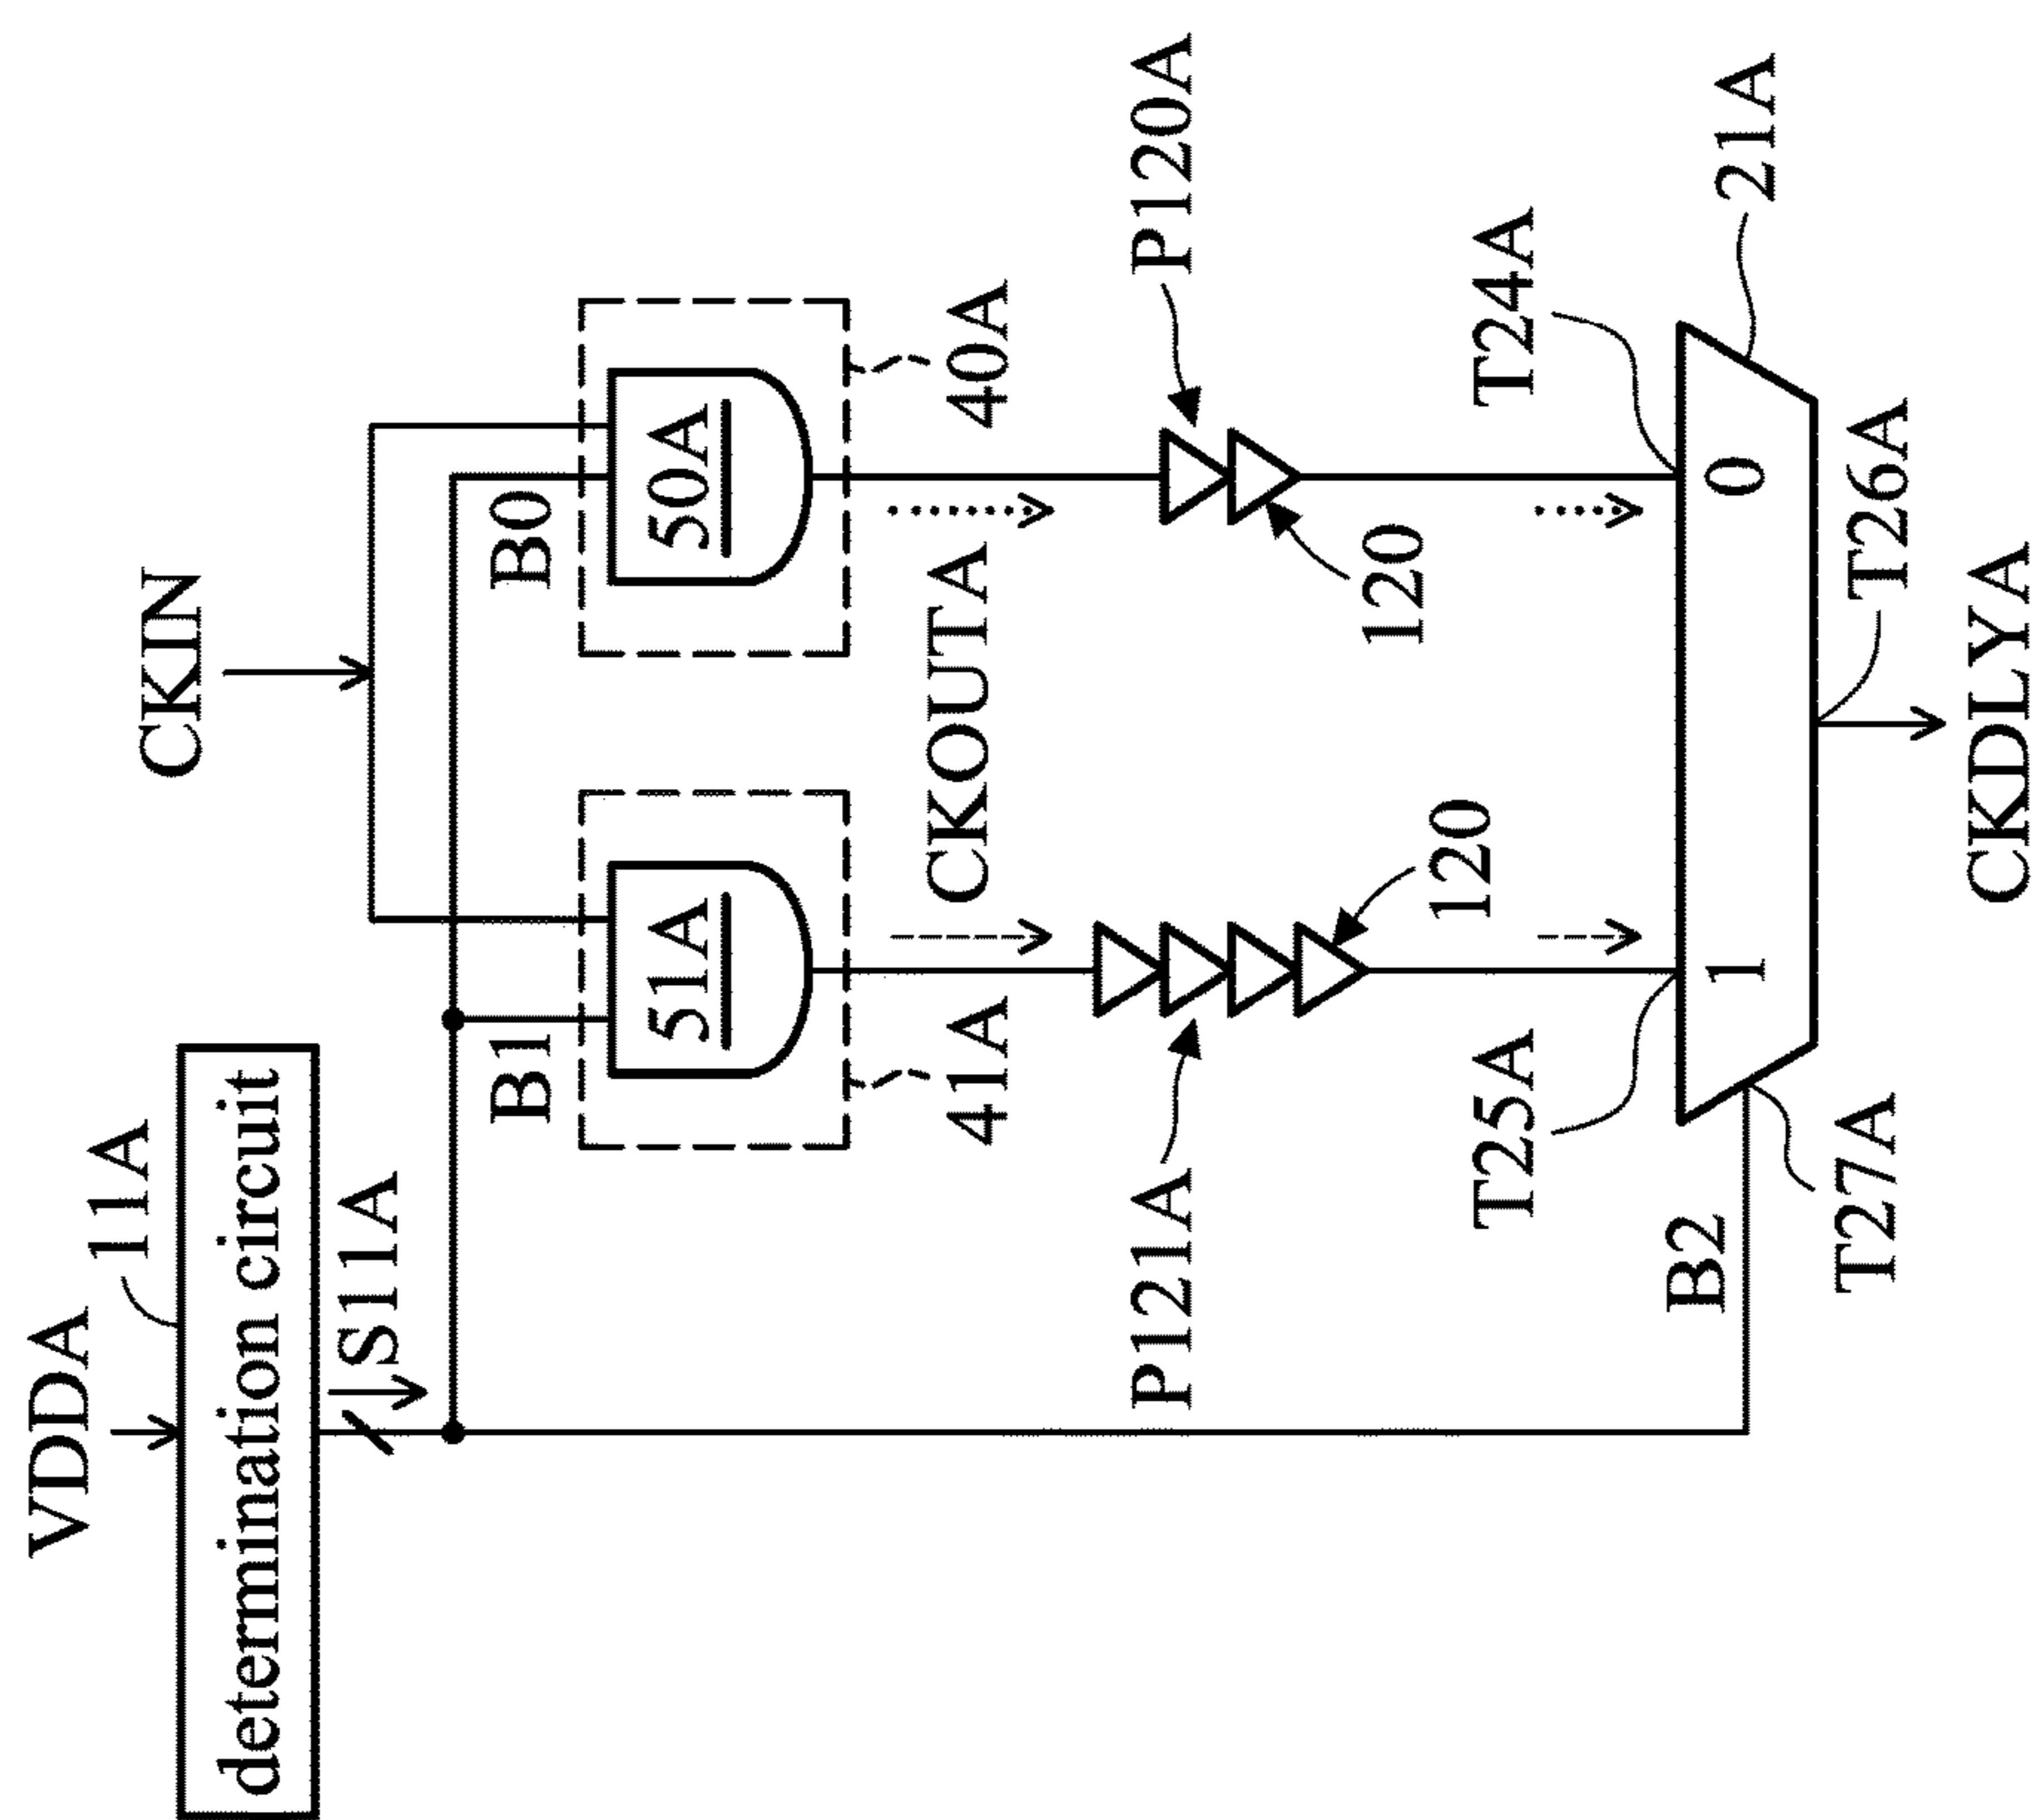 VDDA
11A
determination circuit
S11A
CKIN
B1
B0
51A
50A
41A
40A
CKOUTA
P121A
P120A
120
120
T25A
T24A
B2
1
0
21A
T27A
T26A
CKDLYA